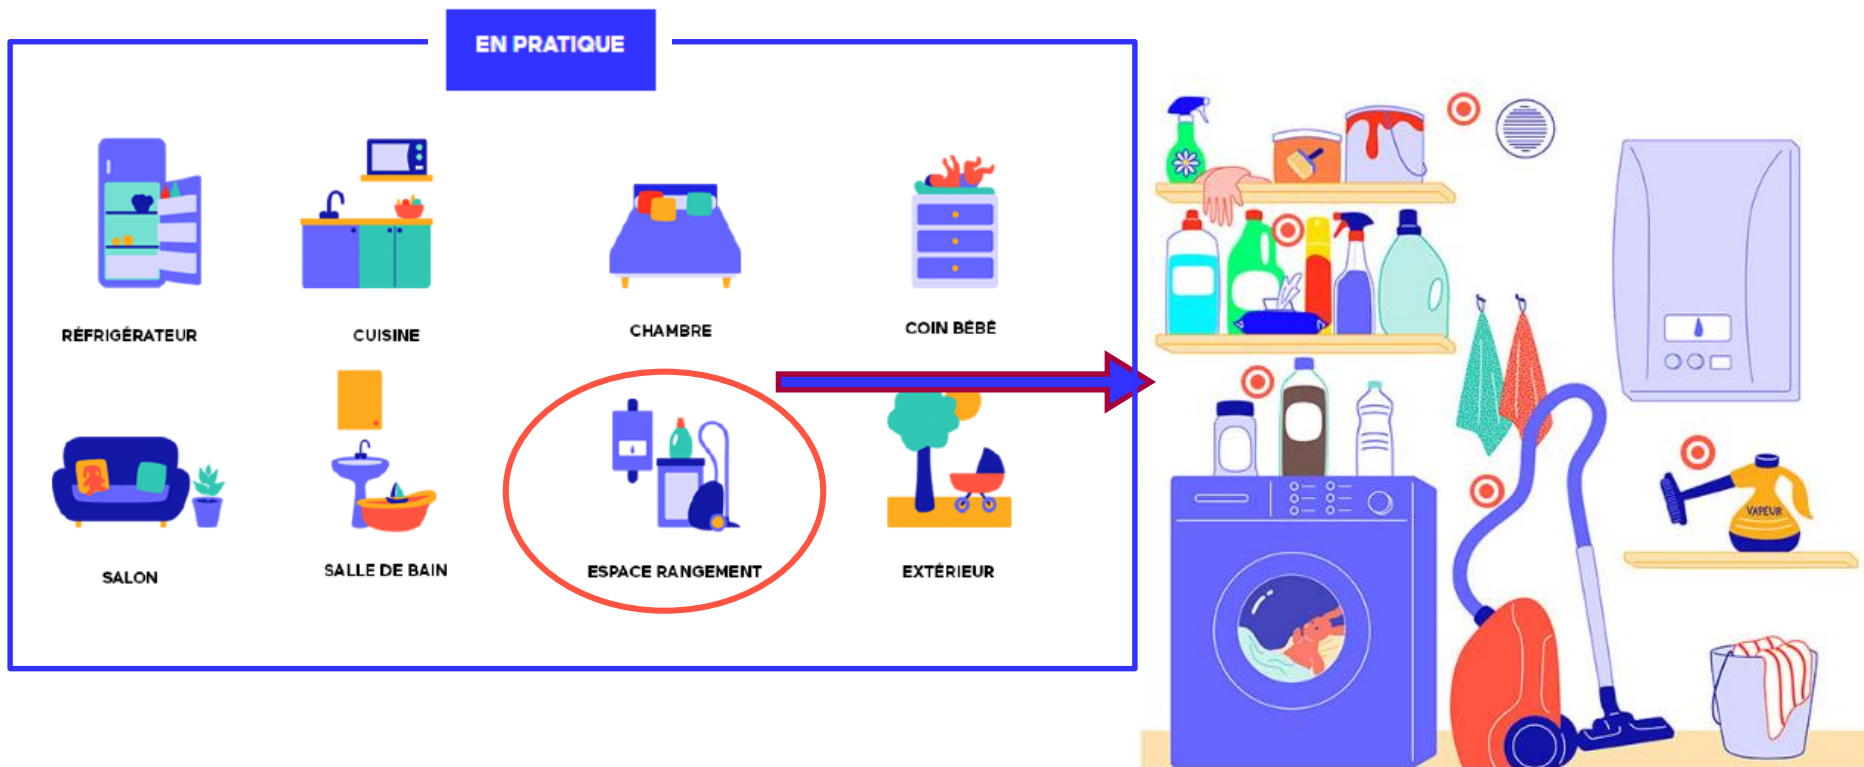 EN PRATIQUE
RÉFRIGÉRATEUR
CUISINE
CHAMBRE
COIN BÉBÉ
SALON
SALLE DE BAIN
ESPACE RANGEMENT
EXTÉRIEUR
VAPEUR